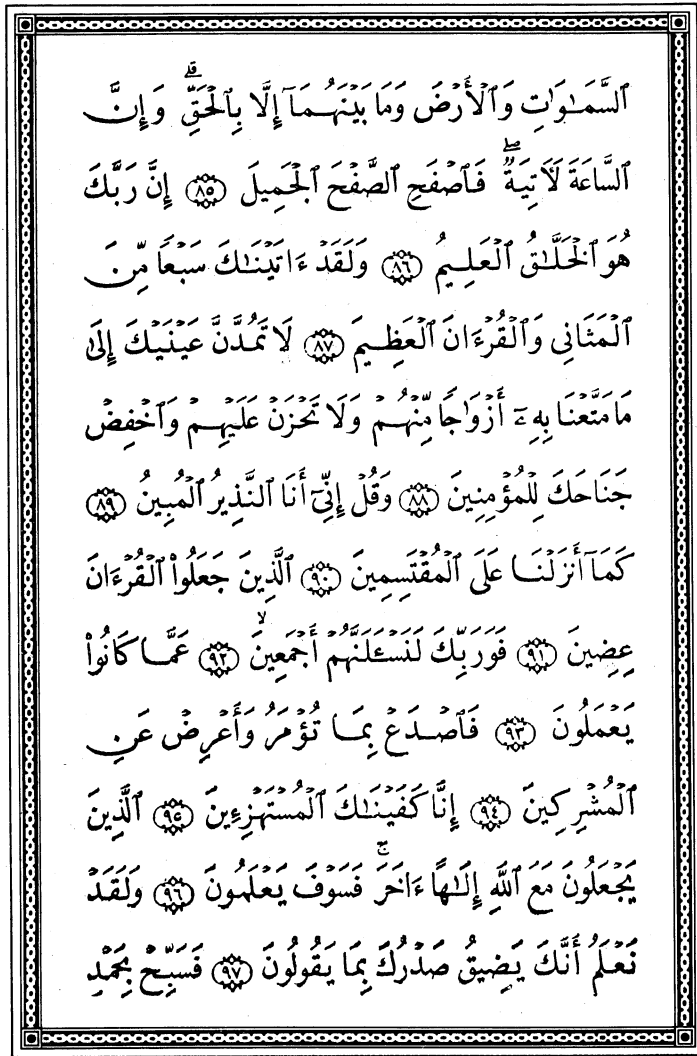 ٱلسَّمَـٰوَٰتِ وَٱلْأَرْضَ وَمَا بَيْنَهُمَآ إِلَّا بِٱلْحَقِّ ۗ وَإِنَّ
ٱلسَّاعَةَ لَـَٔاتِيَةٌ ۖ فَٱصْفَحِ ٱلصَّفْحَ ٱلْجَمِيلَ ﴿٨٥﴾ إِنَّ رَبَّكَ
هُوَ ٱلْخَلَّـٰقُ ٱلْعَلِيمُ ﴿٨٦﴾ وَلَقَدْ ءَاتَيْنَـٰكَ سَبْعًا مِّنَ
ٱلْمَثَانِى وَٱلْقُرْءَانَ ٱلْعَظِيمَ ﴿٨٧﴾ لَا تَمُدَّنَّ عَيْنَيْكَ إِلَىٰ
مَا مَتَّعْنَا بِهِۦٓ أَزْوَٰجًا مِّنْهُمْ وَلَا تَحْزَنْ عَلَيْهِمْ وَٱخْفِضْ
جَنَاحَكَ لِلْمُؤْمِنِينَ ﴿٨٨﴾ وَقُلْ إِنِّىٓ أَنَا ٱلنَّذِيرُ ٱلْمُبِينُ ﴿٨٩﴾
كَمَآ أَنزَلْنَا عَلَى ٱلْمُقْتَسِمِينَ ﴿٩٠﴾ ٱلَّذِينَ جَعَلُوا۟ ٱلْقُرْءَانَ
عِضِينَ ﴿٩١﴾ فَوَرَبِّكَ لَنَسْـَٔلَنَّهُمْ أَجْمَعِينَ ۙ ﴿٩٢﴾ عَمَّا كَانُوا۟
يَعْمَلُونَ ﴿٩٣﴾ فَٱصْدَعْ بِمَا تُؤْمَرُ وَأَعْرِضْ عَنِ
ٱلْمُشْرِكِينَ ﴿٩٤﴾ إِنَّا كَفَيْنَـٰكَ ٱلْمُسْتَهْزِءِينَ ﴿٩٥﴾ ٱلَّذِينَ
يَجْعَلُونَ مَعَ ٱللَّهِ إِلَـٰهًا ءَاخَرَ ۚ فَسَوْفَ يَعْلَمُونَ ﴿٩٦﴾ وَلَقَدْ
نَعْلَمُ أَنَّكَ يَضِيقُ صَدْرُكَ بِمَا يَقُولُونَ ﴿٩٧﴾ فَسَبِّحْ بِحَمْدِ